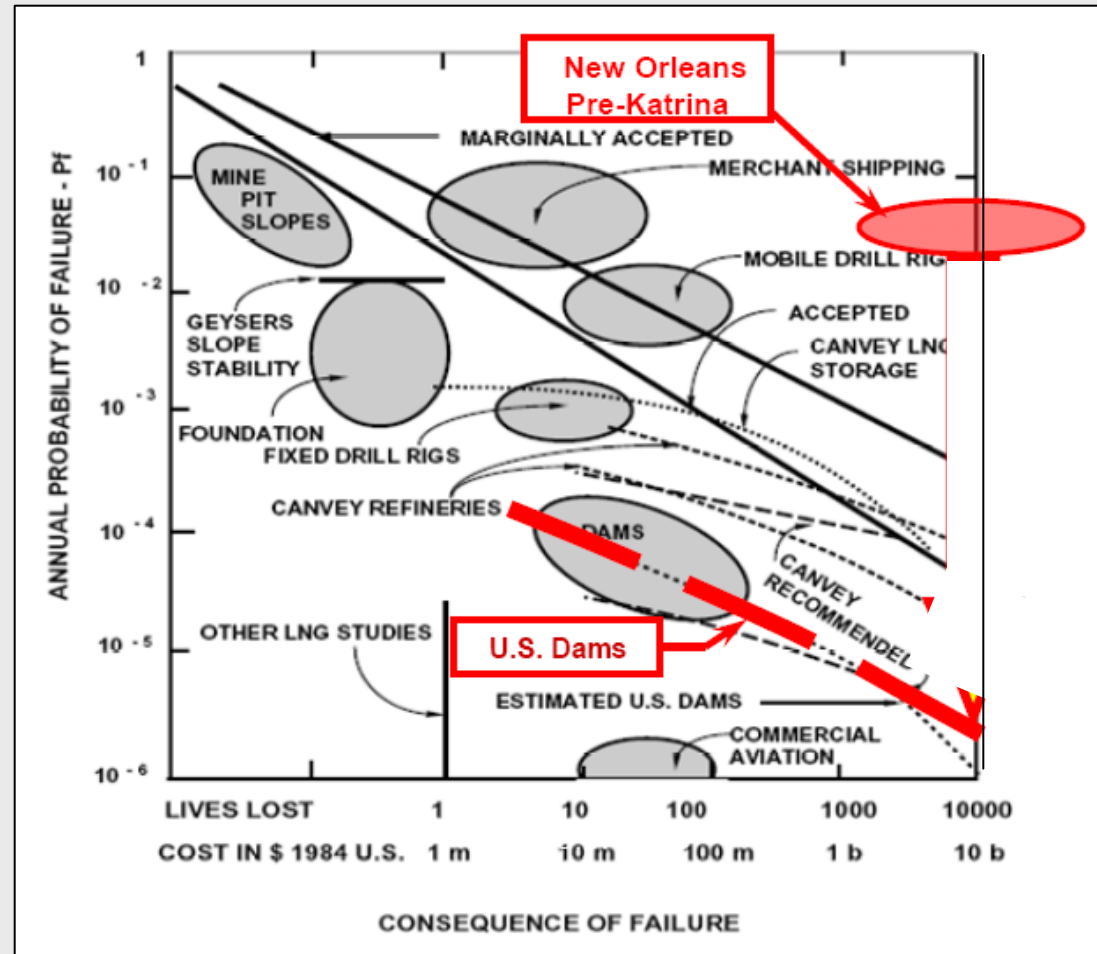 New Orleans
Pre-Katrina
MARGINALLY ACCEPTED
MERCHANT SHIPPING
MINE
PIT
SLOPES
MOBILE DRILL RIG
GEYSERS
SLOPE
STABILITY
ACCEPTED
CANVEY LNG
STORAGE
FOUNDATION
FIXED DRILL RIGS
CANVEY REFINERIES
DAMS
CANVEY
RECOMMENDEL
OTHER LNG STUDIES
U.S. Dams
ESTIMATED U.S. DAMS
COMMERCIAL
AVIATION
ANNUAL PROBABILITY OF FAILURE - Pf
1
10 -1
10 -2
10 -3
10 -4
10 -5
10 -6
LIVES LOST 1 10 100 1000 10000
COST IN $ 1984 U.S. 1 m 10 m 100 m 1 b 10 b
CONSEQUENCE OF FAILURE